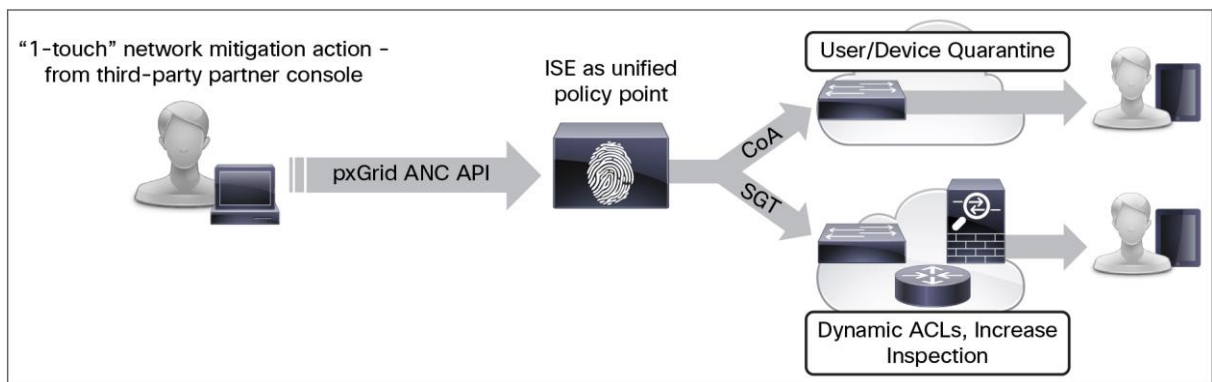 “1-touch” network mitigation action -
from third-party partner console
pxGrid ANC API
ISE as unified
policy point
CoA
SGT
User/Device Quarantine
Dynamic ACLs, Increase
Inspection